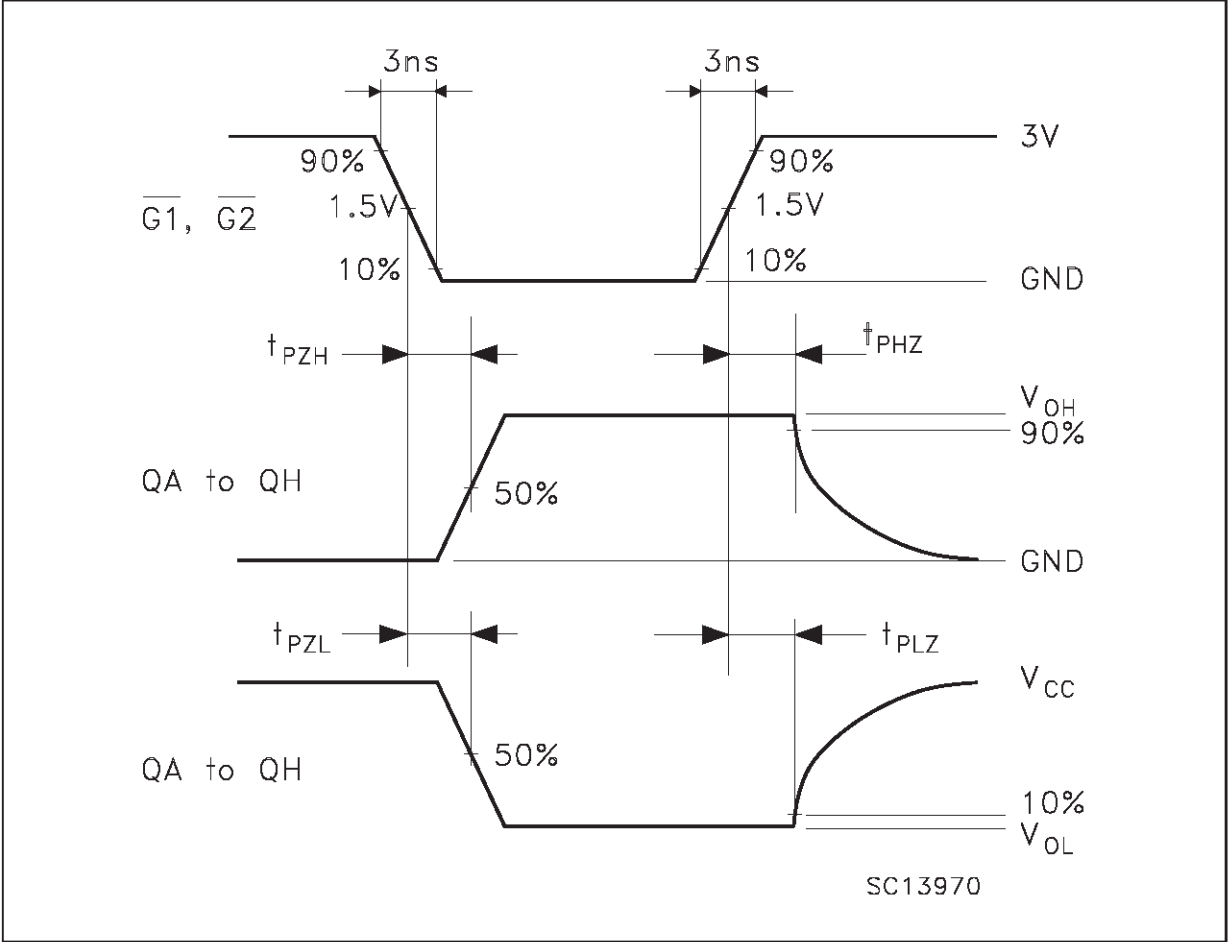 3ns 3ns
3V
90% 90%
G1, G2 1.5V 1.5V
10% 10%
GND
tPZH tPHZ
VOH
90%
QA to QH 50%
GND
tPZL tPLZ
VCC
QA to QH 50%
10%
VOL
SC13970